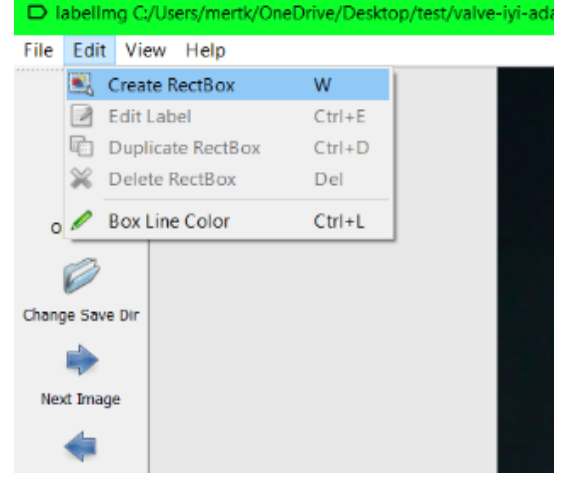 labelImg C:/Users/mertk/OneDrive/Desktop/test/valve-iyi-ada
File Edit View Help
Create RectBox W
Edit Label Ctrl+E
Duplicate RectBox Ctrl+D
Delete RectBox Del
O
Box Line Color Ctrl+L
Change Save Dir
Next Image